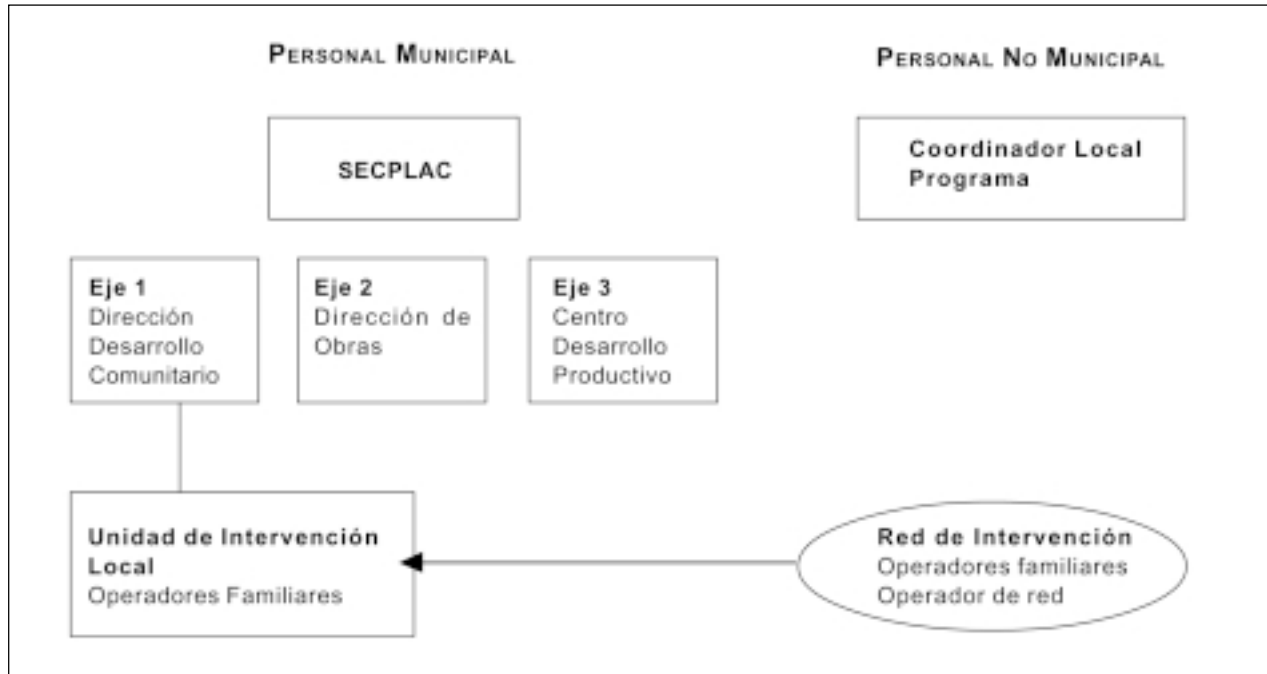 PERSONAL MUNICIPAL
PERSONAL NO MUNICIPAL
SECPLAC
Coordinador Local
Programa
Eje 1
Dirección
Desarrollo
Comunitario
Eje 2
Dirección de
Obras
Eje 3
Centro
Desarrollo
Productivo
Unidad de Intervención
Local
Operadores Familiares
Red de Intervención
Operadores familiares
Operador de red